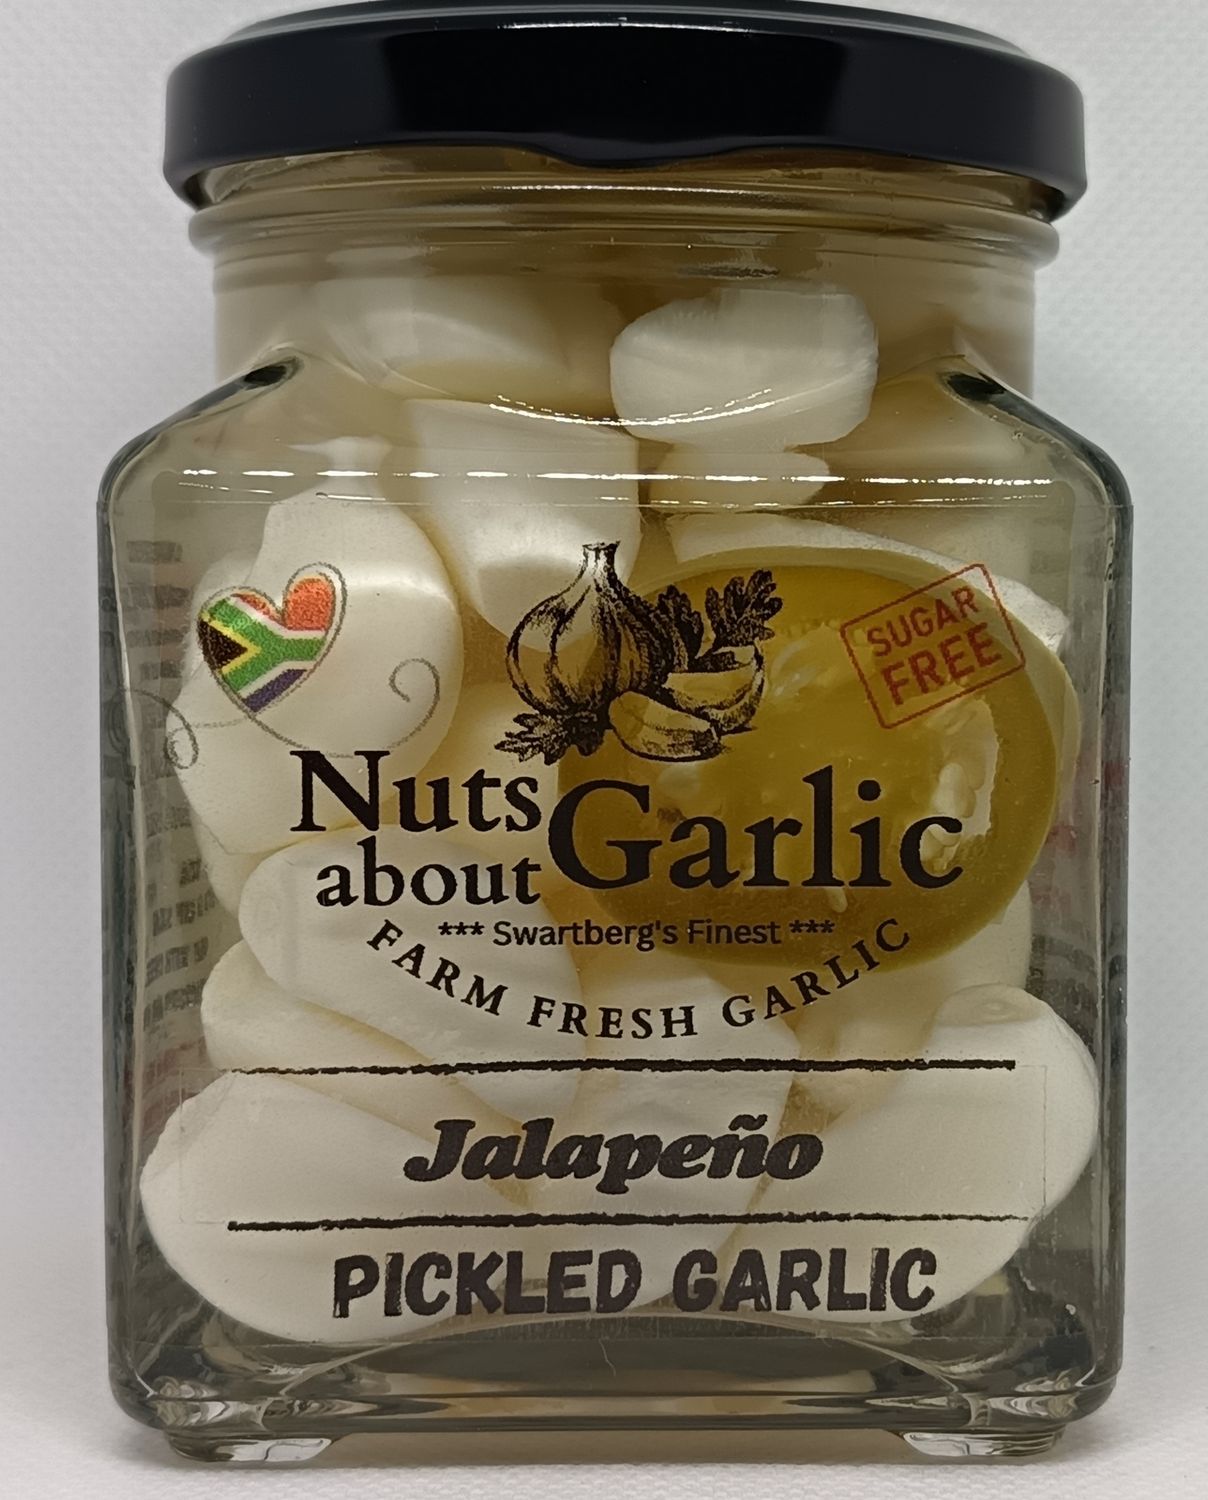 SUGAR
FREE
Nuts
about
Garlic
*** Swartberg's Finest ***
FARM FRESH GARLIC
Jalapeño
PICKLED GARLIC